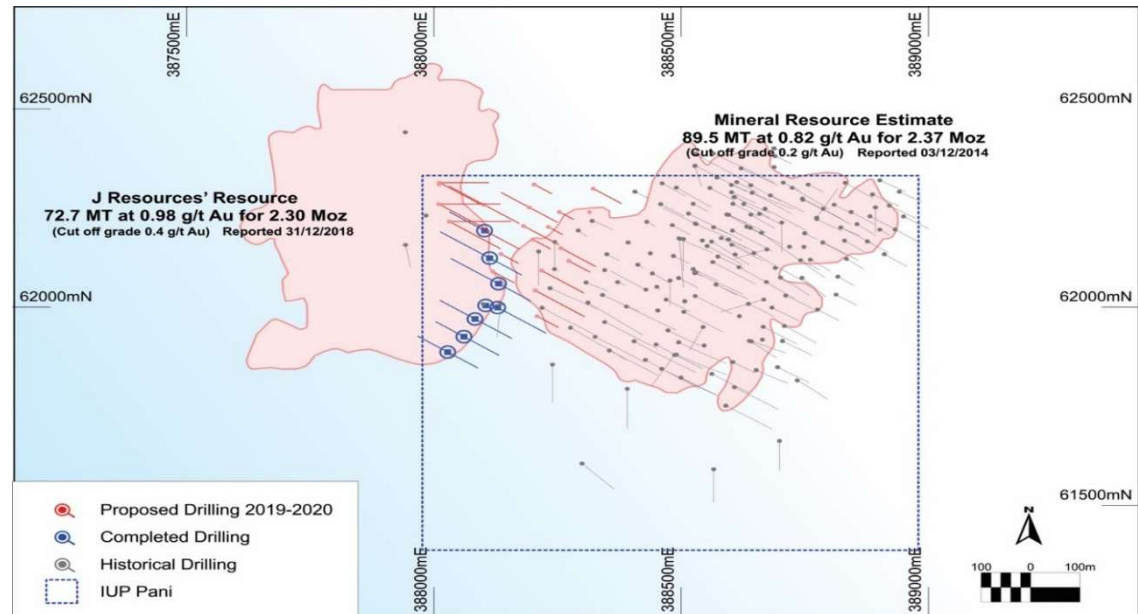 387500mE
388000mE
388500mE
389000mE
62500mN
62500mN
Mineral Resource Estimate
89.5 MT at 0.82 g/t Au for 2.37 Moz
(Cut off grade 0.2 g/t Au) Reported 03/12/2014
J Resources' Resource
72.7 MT at 0.98 g/t Au for 2.30 Moz
(Cut off grade 0.4 g/t Au) Reported 31/12/2018
62000mN
62000mN
61500mN
Proposed Drilling 2019-2020
Completed Drilling
Historical Drilling
IUP Pani
388000mE
388500mE
389000mE
N
100 0 100m